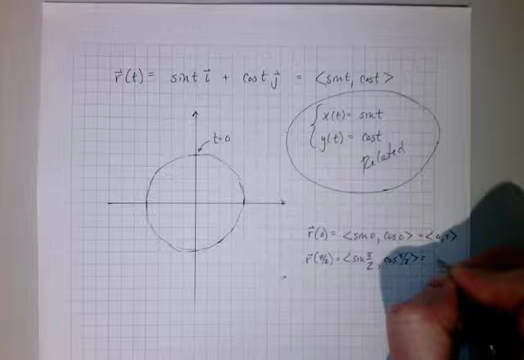 r⃗(t) = sint i⃗ + cost j⃗ = <sint, cost>
{ x(t) = sint
t=0
{ y(t) = cost
Related
r⃗(0) = <sin0, cos0> = <0, 1>
r⃗(π/2) = <sin π/2, cos π/2> =